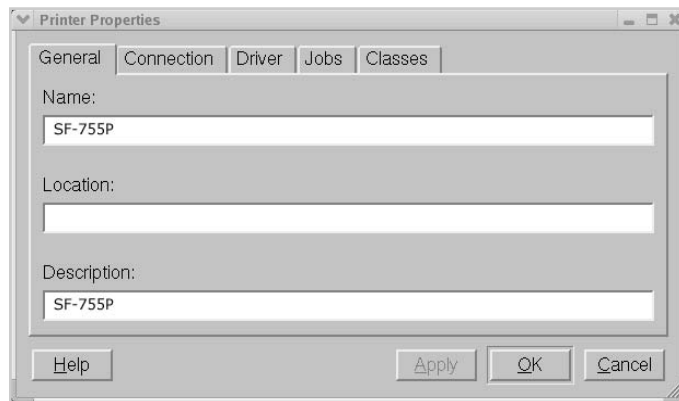 Printer Properties
General Connection Driver Jobs Classes
Name:
SF-755P
Location:
Description:
SF-755P
Help Apply OK Cancel